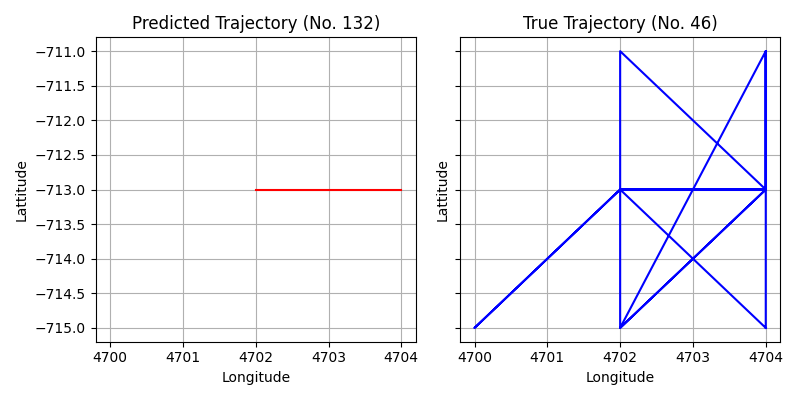 Predicted Trajectory (No. 132)
−711.0
−711.5
−712.0
−712.5
−713.0
−713.5
−714.0
−714.5
−715.0
Lattitude
4700 4701 4702 4703 4704
Longitude
True Trajectory (No. 46)
Lattitude
4700 4701 4702 4703 4704
Longitude